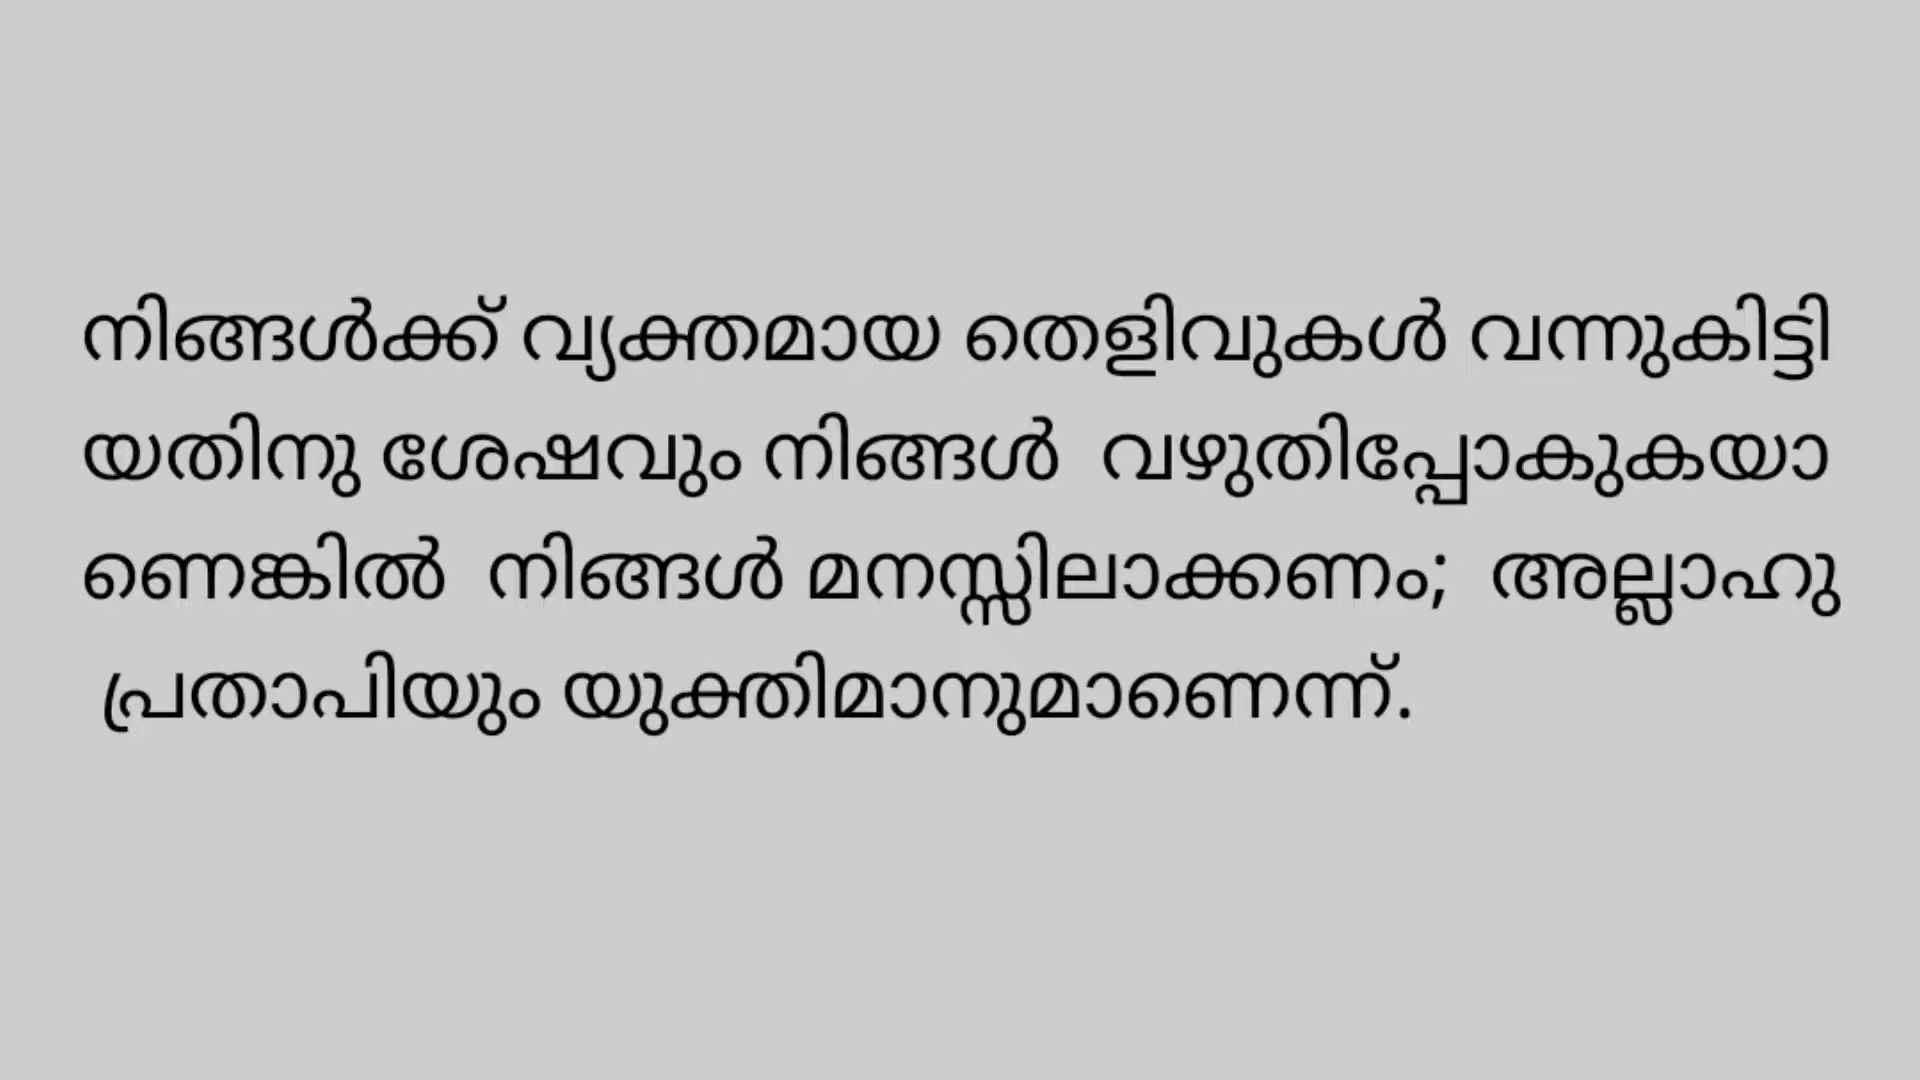 നിങ്ങൾക്ക് വ്യക്തമായ തെളിവുകൾ വന്നുകിട്ടി
യതിനു ശേഷവും നിങ്ങൾ വഴുതിപ്പോകുകയാ
ണെങ്കിൽ നിങ്ങൾ മനസ്സിലാക്കണം; അല്ലാഹു
പ്രതാപിയും യുക്തിമാനുമാണെന്ന്.